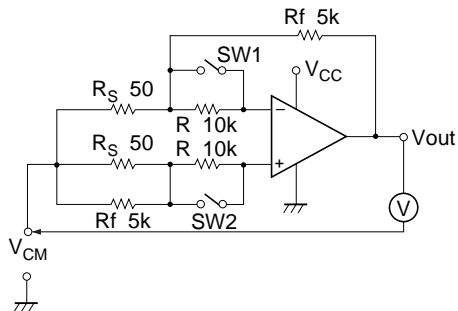 Rf 5k
SW1
VCC
RS 50
R 10k
−
Vout
RS 50
R 10k
+
Rf 5k
SW2
V
VCM